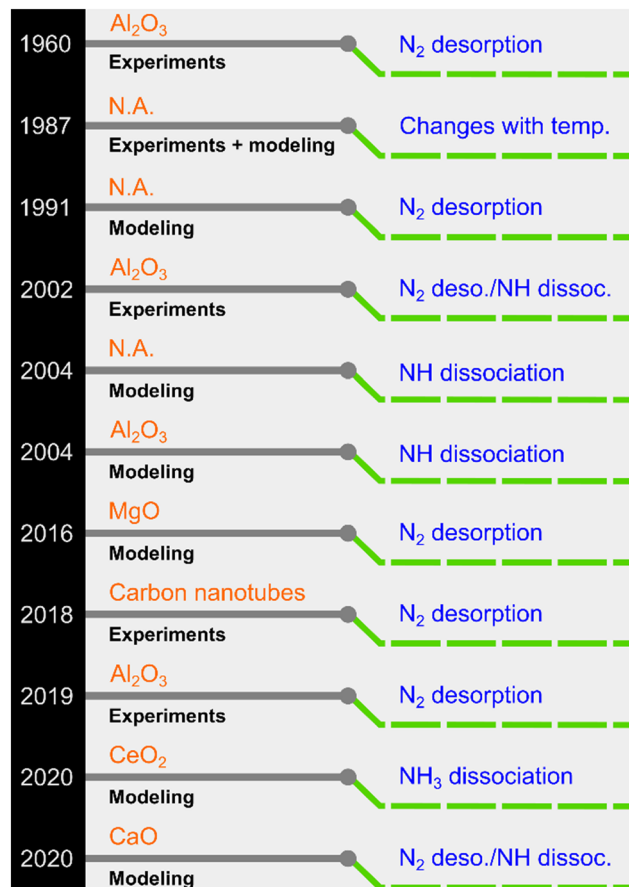 Al₂O₃
1960
N₂ desorption
Experiments
N.A.
1987
Changes with temp.
Experiments + modeling
N.A.
1991
N₂ desorption
Modeling
Al₂O₃
2002
N₂ deso./NH dissoc.
Experiments
N.A.
2004
NH dissociation
Modeling
Al₂O₃
2004
NH dissociation
Modeling
MgO
2016
N₂ desorption
Modeling
Carbon nanotubes
2018
N₂ desorption
Experiments
Al₂O₃
2019
N₂ desorption
Experiments
CeO₂
2020
NH₃ dissociation
Modeling
CaO
2020
N₂ deso./NH dissoc.
Modeling